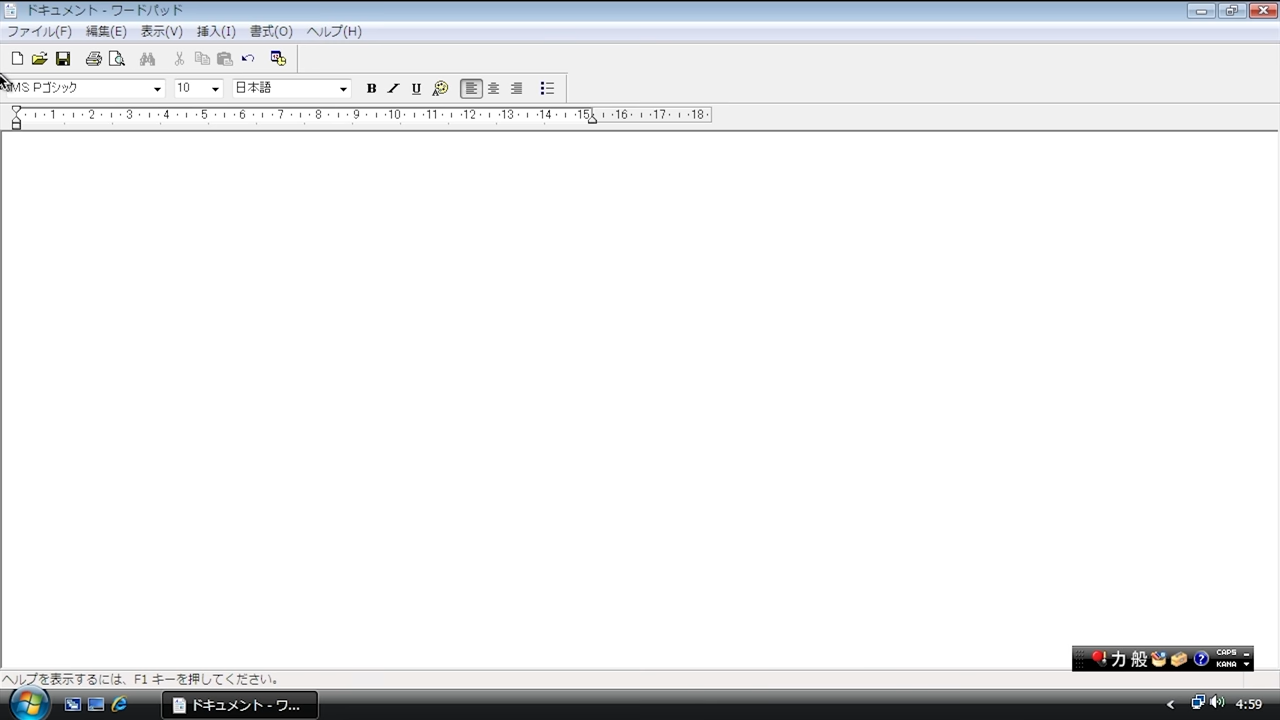 ドキュメント - ワードパッド
ファイル(F) 編集(E) 表示(V) 挿入(I) 書式(O) ヘルプ(H)
MS Pゴシック 10 日本語 B U
1 2 3 4 5 6 7 8 9 10 11 12 13 14 15 16 17 18
力 般 ? CAPS KANA
ヘルプを表示するには、F1 キーを押してください。
ドキュメント - ワ... < 4:59